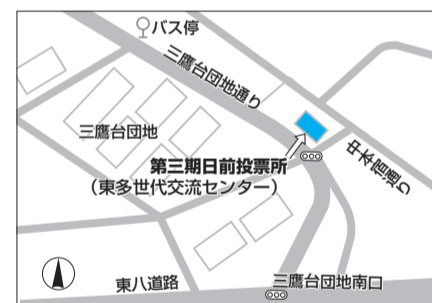 バス停
三鷹台団地通り
三鷹台団地
第三期日前投票所
（東多世代交流センター）
中本宿通り
東八道路
三鷹台団地南口